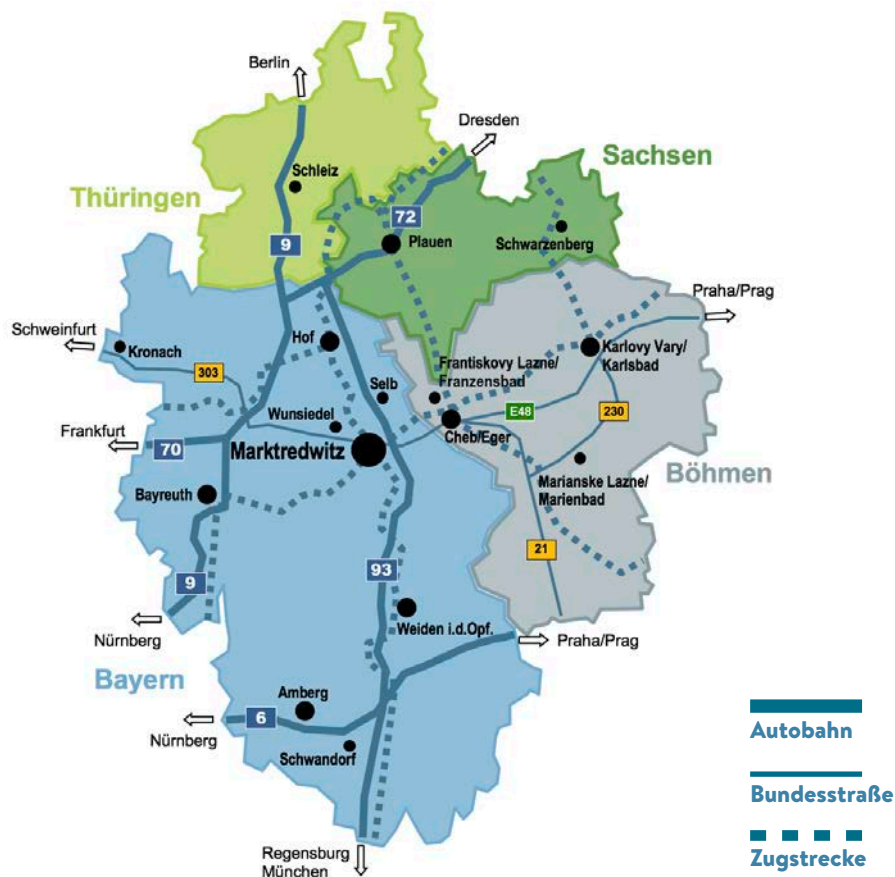 Berlin
Dresden
Sachsen
Schleiz
Thüringen
72
Plauen
Schwarzenberg
9
Praha/Prag
Schweinfurt
Kronach
Hof
Karlovy Vary/
Karlsbad
Frantiskovy Lazne/
Franzensbad
303
Selb
Wunsiedel
E48
230
Cheb/Eger
Frankfurt
70
Marktredwitz
Böhmen
Marianske Lazne/
Marienbad
Bayreuth
21
93
9
Nürnberg
Weiden i.d.Opf.
Praha/Prag
Bayern
Amberg
6
Nürnberg
Schwandorf
Regensburg
München
Autobahn
Bundesstraße
Zugstrecke